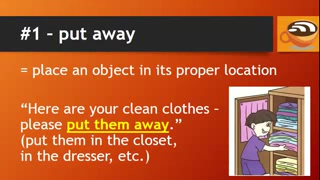 #1 – put away
= place an object in its proper location
“Here are your clean clothes –
please put them away.”
(put them in the closet,
in the dresser, etc.)